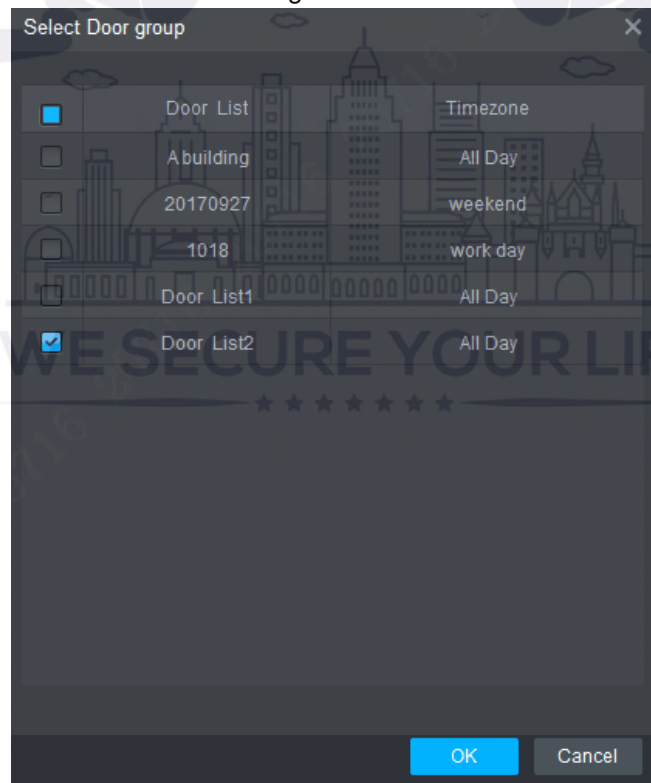 Select Door group
Door List Timezone
A building All Day
20170927 weekend
1018 work day
Door List1 All Day
Door List2 All Day
WE SECURE YOUR LI
OK Cancel